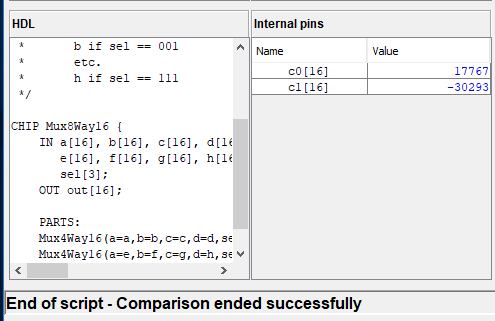 HDL
* b if sel == 001
* etc.
* h if sel == 111
*/
CHIP Mux8Way16 {
IN a[16], b[16], c[16], d[16
e[16], f[16], g[16], h[16
sel[3];
OUT out[16];
PARTS:
Mux4Way16(a=a,b=b,c=c,d=d,se
Mux4Way16(a=e,b=f,c=g,d=h,se
Internal pins
Name Value
c0[16] 17767
c1[16] -30293
End of script - Comparison ended successfully